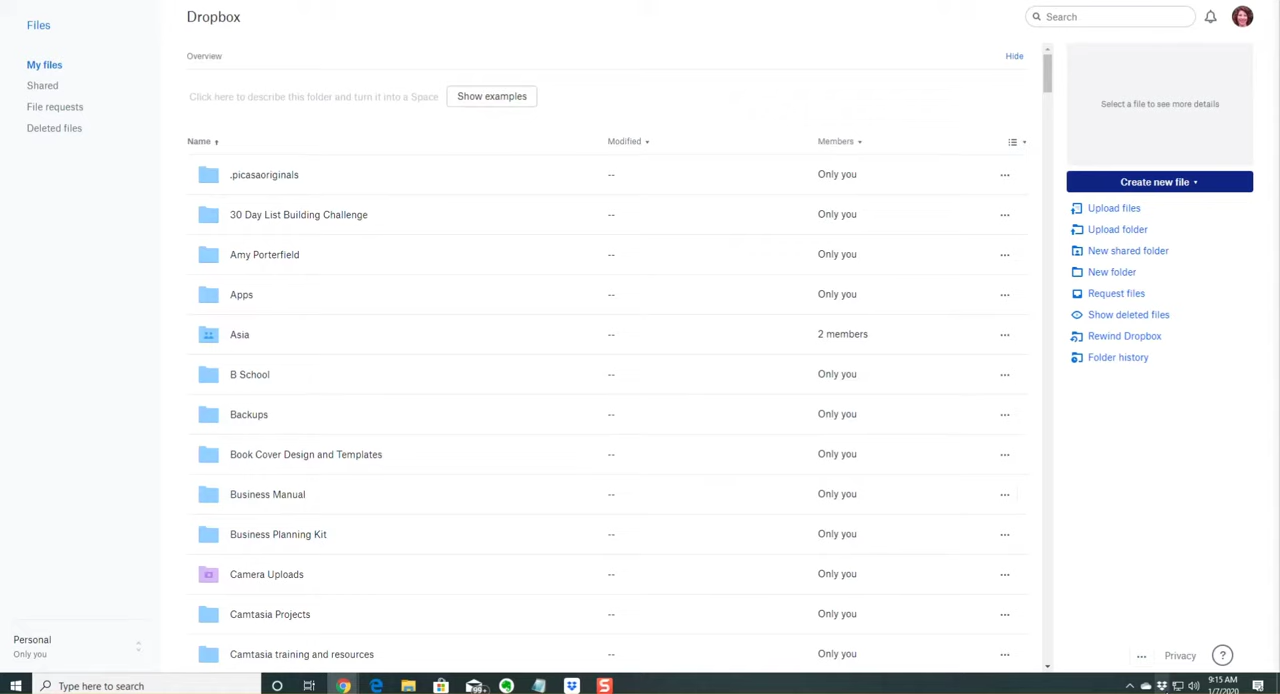 Files
Dropbox
Search
My files
Shared
File requests
Deleted files
Overview
Hide
Click here to describe this folder and turn it into a Space
Show examples
Name
Modified
Members
.picasaoriginals -- Only you ...
30 Day List Building Challenge -- Only you ...
Amy Porterfield -- Only you ...
Apps -- Only you ...
Asia -- 2 members ...
B School -- Only you ...
Backups -- Only you ...
Book Cover Design and Templates -- Only you ...
Business Manual -- Only you ...
Business Planning Kit -- Only you ...
Camera Uploads -- Only you ...
Camtasia Projects -- Only you ...
Camtasia training and resources -- Only you ...
Select a file to see more details
Create new file
Upload files
Upload folder
New shared folder
New folder
Request files
Show deleted files
Rewind Dropbox
Folder history
Personal
Only you
... Privacy ?
Type here to search
99+
S
9:15 AM
1/7/2020